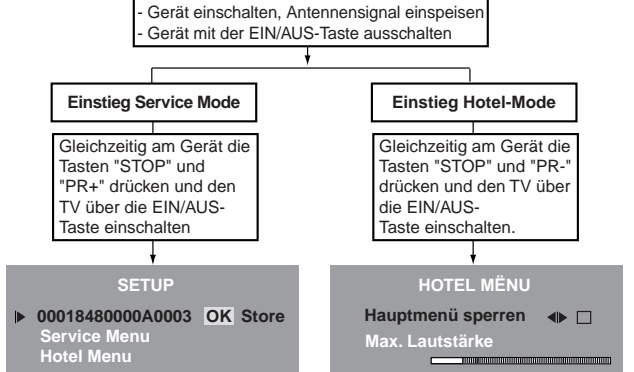 - Gerät einschalten, Antennensignal einspeisen
- Gerät mit der EIN/AUS-Taste ausschalten
Einstieg Service Mode
Gleichzeitig am Gerät die
Tasten "STOP" und
"PR+" drücken und den
TV über die EIN/AUS-
Taste einschalten
SETUP
00018480000A0003 OK Store
Service Menu
Hotel Menu
Einstieg Hotel-Mode
Gleichzeitig am Gerät die
Tasten "STOP" und "PR-"
drücken und den TV über
die EIN/AUS-
Taste einschalten.
HOTEL MËNU
Hauptmenü sperren
Max. Lautstärke